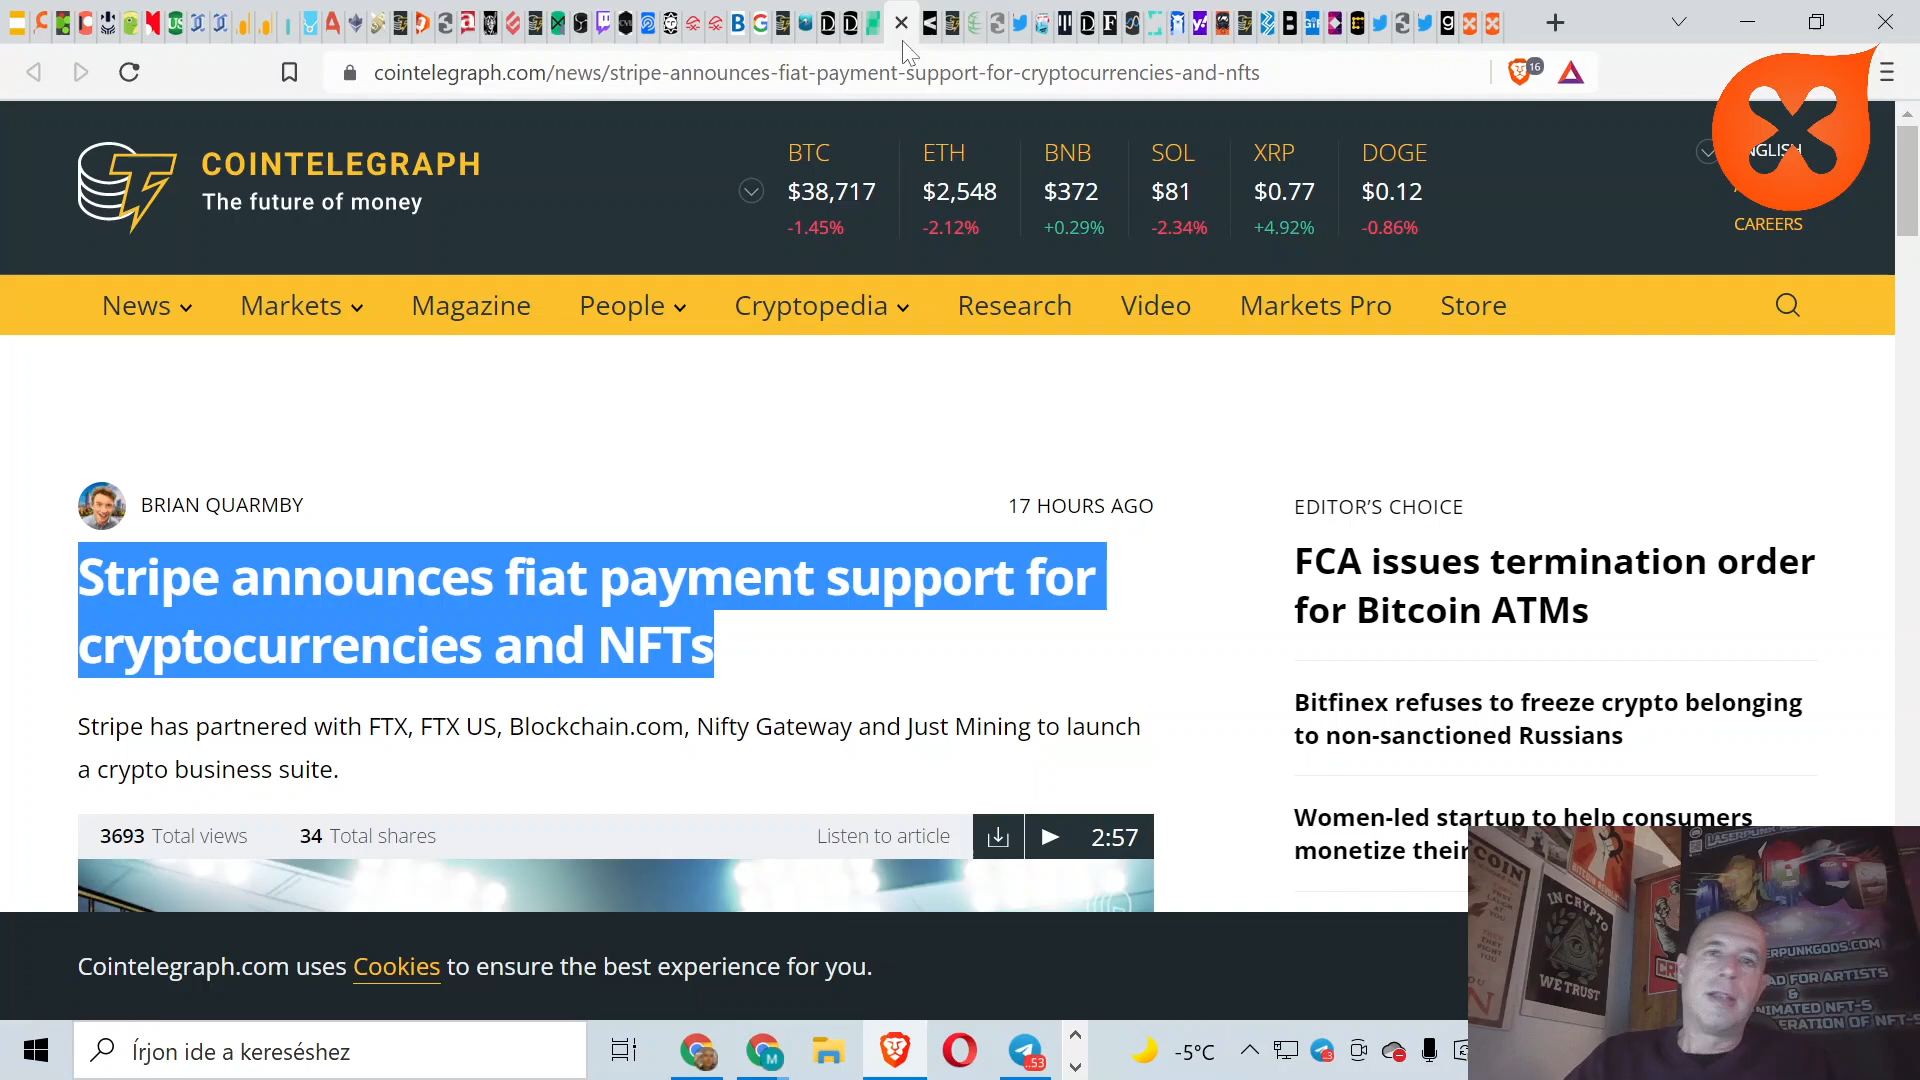 cointelegraph.com/news/stripe-announces-fiat-payment-support-for-cryptocurrencies-and-nfts
16
COINTELEGRAPH
The future of money
BTC ETH BNB SOL XRP DOGE
$38,717 $2,548 $372 $81 $0.77 $0.12
-1.45% -2.12% +0.29% -2.34% +4.92% -0.86%
CAREERS
News Markets Magazine People Cryptopedia Research Video Markets Pro Store
BRIAN QUARMBY
17 HOURS AGO
Stripe announces fiat payment support for
cryptocurrencies and NFTs
Stripe has partnered with FTX, FTX US, Blockchain.com, Nifty Gateway and Just Mining to launch
a crypto business suite.
3693 Total views 34 Total shares Listen to article 2:57
EDITOR'S CHOICE
FCA issues termination order
for Bitcoin ATMs
Bitfinex refuses to freeze crypto belonging
to non-sanctioned Russians
Women-led startup to help consumers
monetize their
Cointelegraph.com uses Cookies to ensure the best experience for you.
IN CRYPTO
WE TRUST
Írjon ide a kereséshez
-5°C